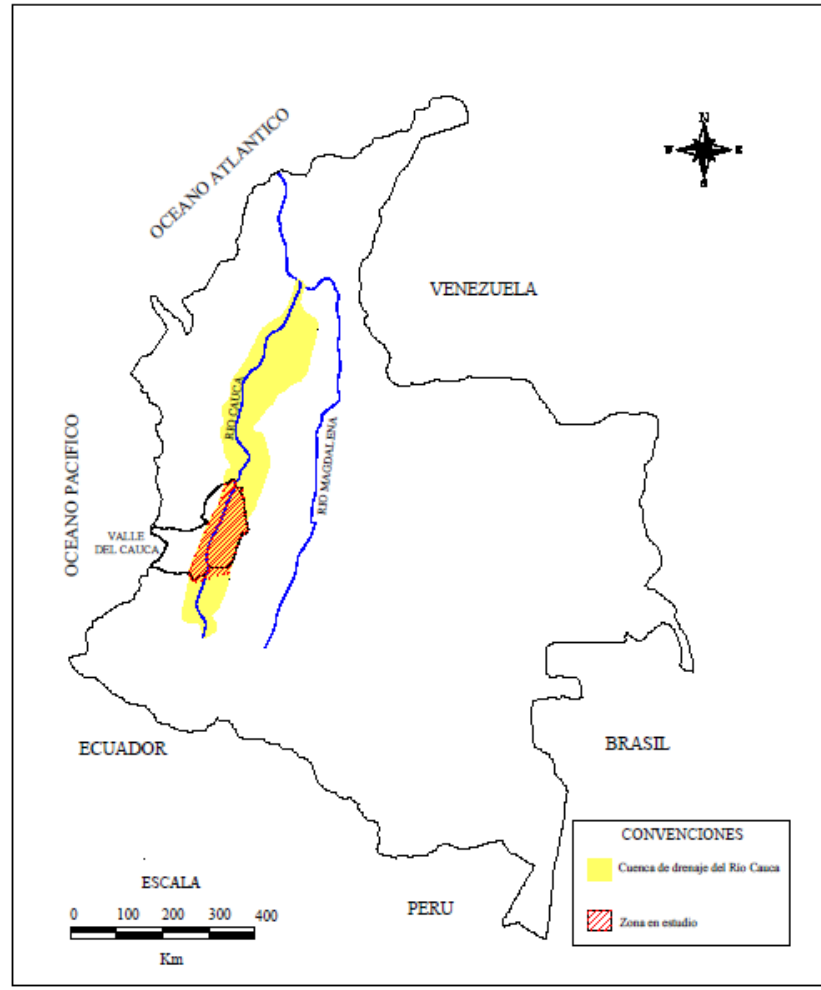 OCEANO ATLANTICO
N
W
E
S
VENEZUELA
RIO CAUCA
RIO MAGDALENA
OCEANO PACIFICO
VALLE
DEL CAUCA
ECUADOR
BRASIL
PERU
ESCALA
0 100 200 300 400
Km
CONVENCIONES
Cuenca de drenaje del Río Cauca
Zona en estudio